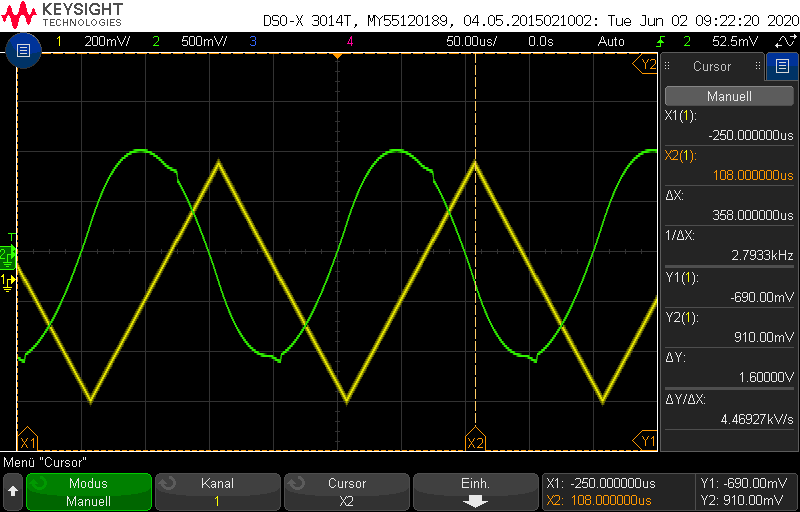 KEYSIGHT
TECHNOLOGIES
DSO-X 3014T, MY55120189, 04.05.2015021002: Tue Jun 02 09:22:20 2020
1 200mV/ 2 500mV/ 3 4 50.00us/ 0.0s Auto 2 52.5mV
Y2
T
2
1
X1
X2
Y1
Cursor
Manuell
X1(1):
-250.000000us
X2(1):
108.000000us
ΔX:
358.000000us
1/ΔX:
2.7933kHz
Y1(1):
-690.00mV
Y2(1):
910.00mV
ΔY:
1.60000V
ΔY/ΔX:
4.46927kV/s
Menü "Cursor"
Modus
Manuell
Kanal
1
Cursor
X2
Einh.
X1: -250.000000us
X2: 108.000000us
Y1: -690.00mV
Y2: 910.00mV